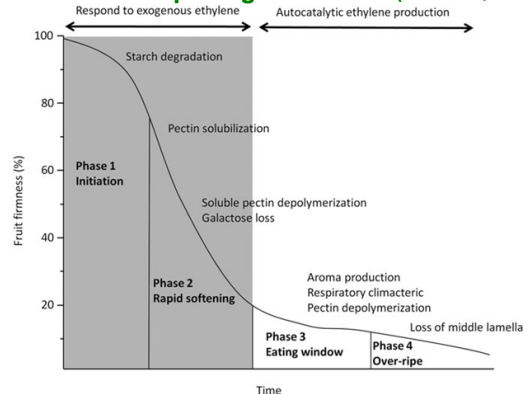 Respond to exogenous ethylene
Autocatalytic ethylene production
100
80
60
40
20
Fruit firmness (%)
Starch degradation
Pectin solubilization
Phase 1
Initiation
Soluble pectin depolymerization
Galactose loss
Phase 2
Rapid softening
Aroma production
Respiratory climacteric
Pectin depolymerization
Loss of middle lamella
Phase 3
Eating window
Phase 4
Over-ripe
Time